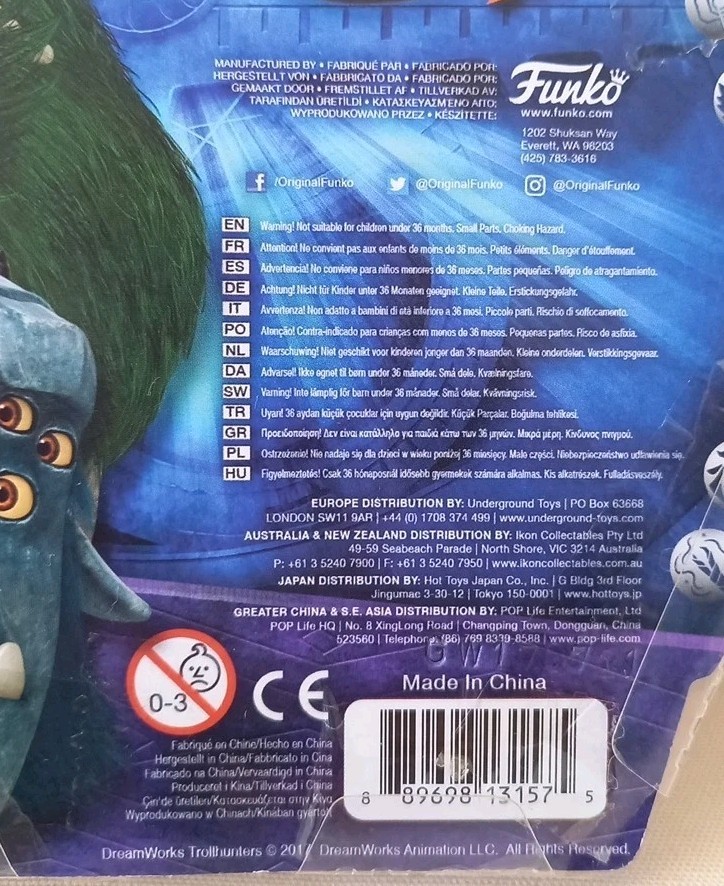 MANUFACTURED BY • FABRIQUÉ PAR • FABRICADO POR:
HERGESTELLT VON • FABBRICATO DA • FABRICADO POR:
GEMAAKT DOOR • FREMSTILLET AF • TILLVERKAD AV:
TARAFINDAN ÜRETİLDİ • ΚΑΤΑΣΚΕΥΑΣΜΕΝΟ ΑΠΌ:
WYPRODUKOWANO PRZEZ • KÉSZÍTETTE:
Funko
www.funko.com
1202 Shuksan Way
Everett, WA 98203
(425) 783-3616
/OriginalFunko @OriginalFunko @OriginalFunko
EN Warning! Not suitable for children under 36 months. Small Parts, Choking Hazard.
FR Attention! Ne convient pas aux enfants de moins de 36 mois. Petits éléments. Danger d'étouffement.
ES Advertencia! No conviene para niños menores de 36 meses. Partes pequeñas. Peligro de atragantamiento.
DE Achtung! Nicht für Kinder unter 36 Monaten geeignet. Kleine Teile. Erstickungsgefahr.
IT Avvertenza! Non adatto a bambini di età inferiore a 36 mesi, Piccole parti. Rischio di soffocamento.
PO Atenção! Contra-indicado para crianças com menos de 36 meses. Pequenas partes. Risco de asfixia.
NL Waarschuwing! Niet geschikt voor kinderen jonger dan 36 maanden. Kleine onderdelen. Verstikkingsgevaar.
DA Advarsel! Ikke egnet til børn under 36 måneder. Små dele. Kvælningsfare.
SW Varning! Inte lämplig för barn under 36 månader. Små delar. Kvävningsrisk.
TR Uyarı! 36 aydan küçük çocuklar için uygun değildir. Küçük Parçalar. Boğulma tehlikesi.
GR Προειδοποίηση! Δεν είναι κατάλληλο για παιδιά κάτω των 36 μηνών. Μικρά μέρη. Κίνδυνος πνιγμού.
PL Ostrzeżenie! Nie nadaje się dla dzieci w wieku poniżej 36 miesięcy. Małe części, Niebezpieczeństwo udławienia się.
HU Figyelmeztetés! Csak 36 hónaposnál idősebb gyermekek számára alkalmas. Kis alkatrészek. Fulladásveszély.
EUROPE DISTRIBUTION BY: Underground Toys | PO Box 63668
LONDON SW11 9AR | +44 (0) 1708 374 499 | www.underground-toys.com
AUSTRALIA & NEW ZEALAND DISTRIBUTION BY: Ikon Collectables Pty Ltd
49-59 Seabeach Parade | North Shore, VIC 3214 Australia
P: +61 3 5240 7900 | F: +61 3 5240 7950 | www.ikoncollectables.com.au
JAPAN DISTRIBUTION BY: Hot Toys Japan Co., Inc. | G Bldg 3rd Floor
Jingumae 3-30-12 | Tokyo 150-0001 | www.hottoys.jp
GREATER CHINA & S.E. ASIA DISTRIBUTION BY: POP Life Entertainment, Ltd
POP Life HQ | No. 8 XingLong Road | Changping Town, Dongguan, China
523560 | Telephone (86) 769 8339-8588 | www.pop-life.com
0-3
CE
Made In China
Fabriqué en Chine/Hecho en China
Hergestellt in China/Fabbricato in Cina
Fabricado na China/Vervaardigd in China
Produceret i Kina/Tillverkad i China
Çin'de üretilen/Κατασκευάζεται στην Κίνα
Wyprodukowano w Chinach/Kínában gyártott
8 89698 13157 5
DreamWorks Trollhunters © 2017 DreamWorks Animation LLC. All Rights Reserved.